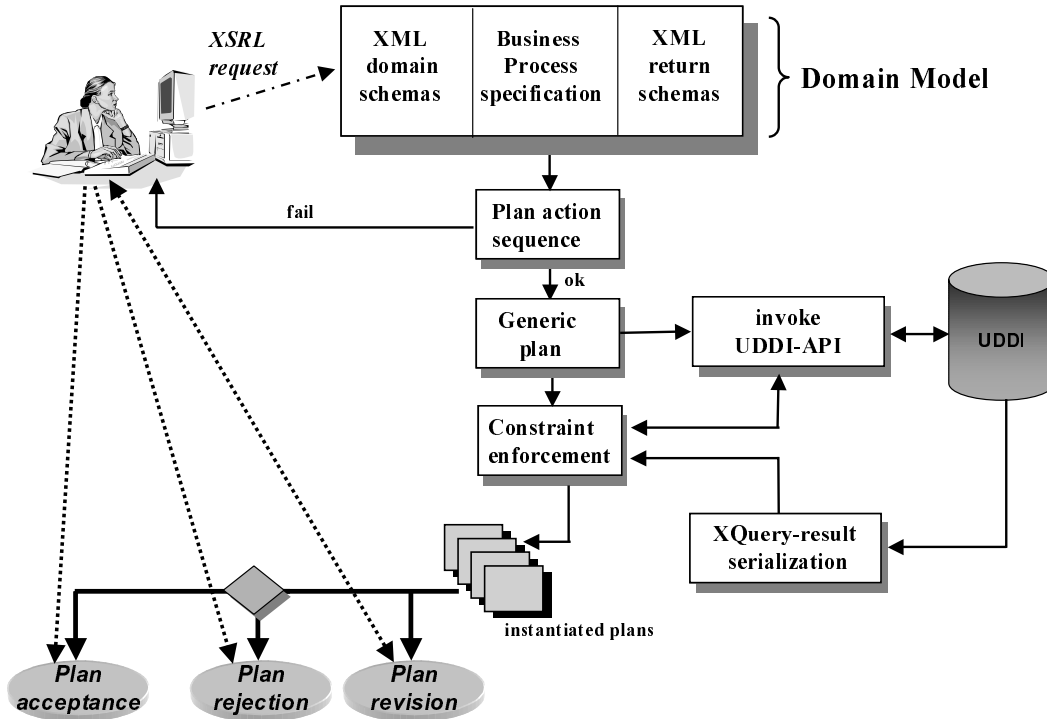 XSRL
request
XML
domain
schemas
Business
Process
specification
XML
return
schemas
Domain Model
fail
Plan action
sequence
ok
Generic
plan
invoke
UDDI-API
UDDI
Constraint
enforcement
XQuery-result
serialization
instantiated plans
Plan
acceptance
Plan
rejection
Plan
revision